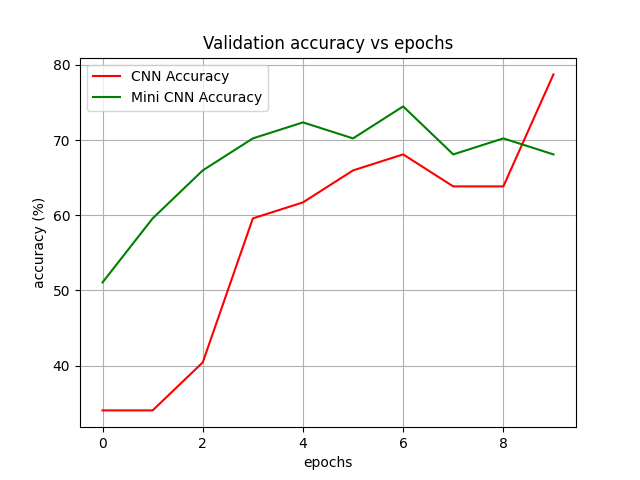 Validation accuracy vs epochs
CNN Accuracy
Mini CNN Accuracy
80
70
60
50
40
accuracy (%)
0 2 4 6 8
epochs